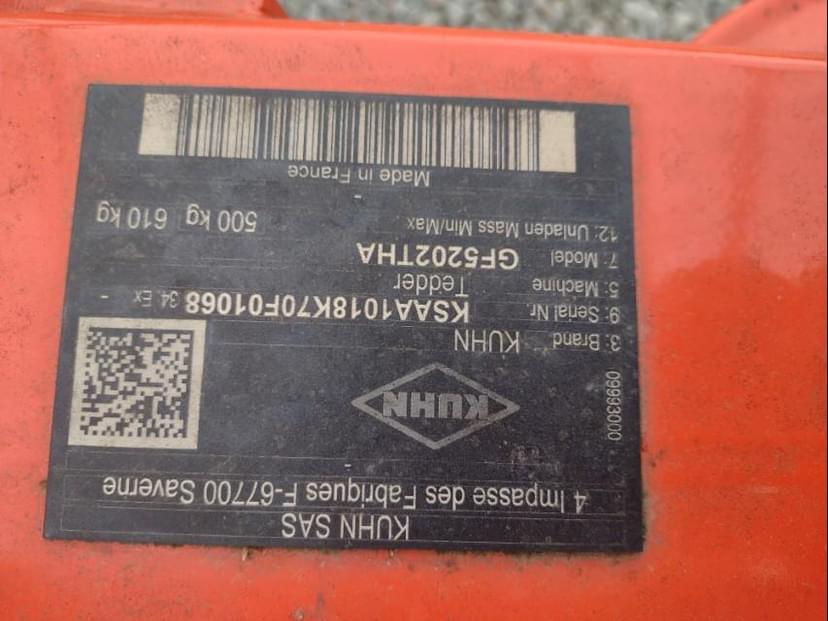 KUHN SAS
4 Impasse des Fabriques F-67700 Saverne
09993000
KUHN
3: Brand KUHN
9: Serial Nr KSAA1018K70F01068 34: Ex -
5: Machine Tedder
7: Model GF5202THA
12: Unladen Mass Min/Max 500 kg 610 kg
Made in France